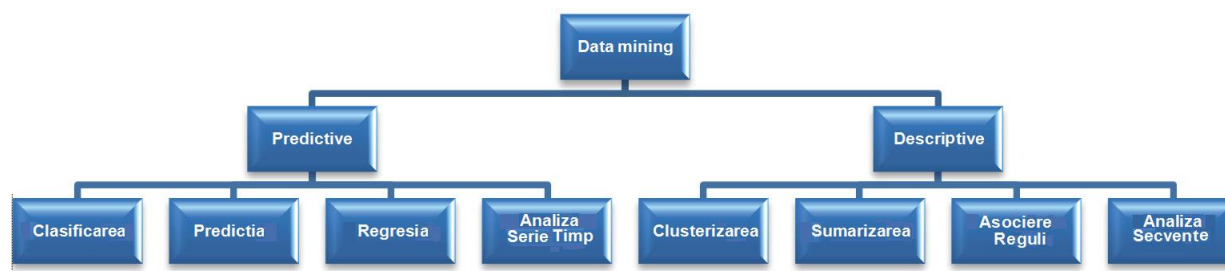 Data mining
Predictive
Descriptive
Clasificarea
Predictia
Regresia
Analiza
Serie Timp
Clusterizarea
Sumarizarea
Asociere
Reguli
Analiza
Secvente